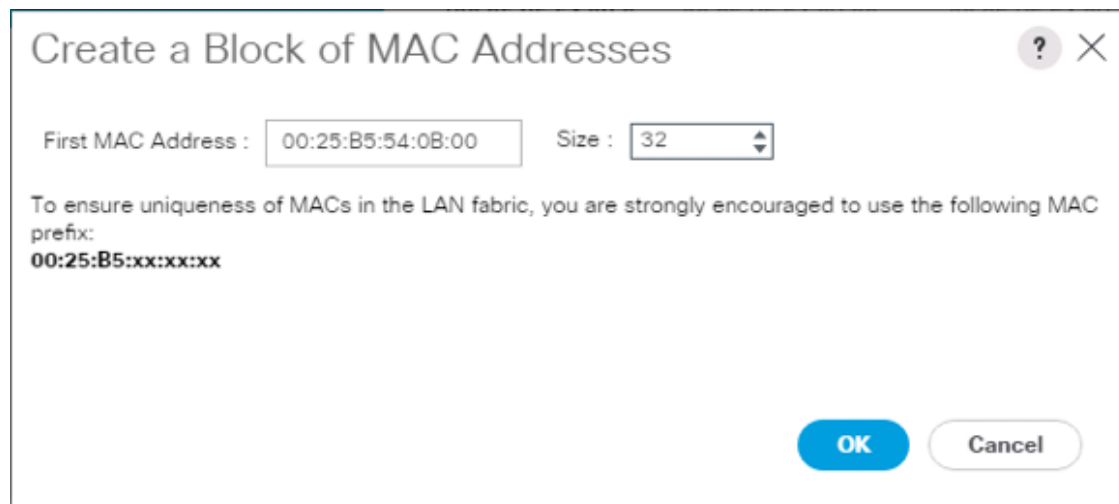 Create a Block of MAC Addresses
?
First MAC Address : 00:25:B5:54:0B:00 Size : 32
To ensure uniqueness of MACs in the LAN fabric, you are strongly encouraged to use the following MAC
prefix:
00:25:B5:xx:xx:xx
OK Cancel